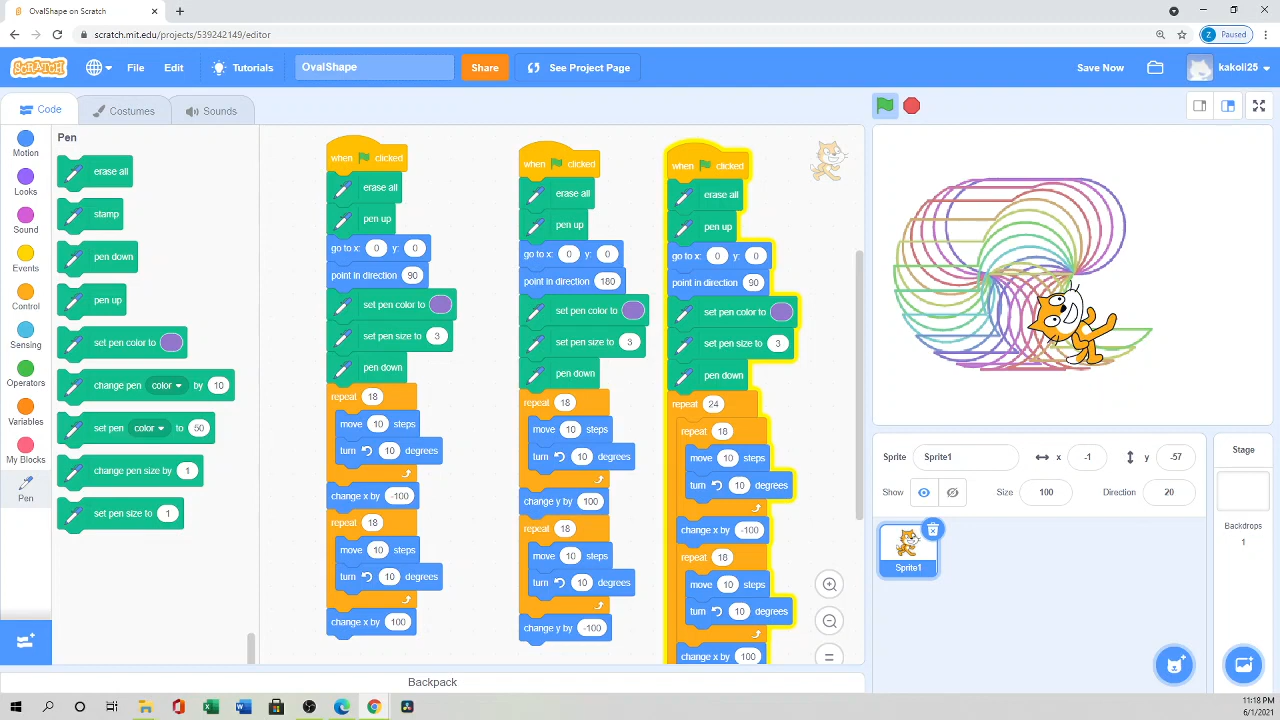 OvalShape on Scratch
scratch.mit.edu/projects/539242149/editor
Z Paused
SCRATCH File Edit Tutorials OvalShape Share See Project Page Save Now kakoli25
Code Costumes Sounds
Motion
Looks
Sound
Events
Control
Sensing
Operators
Variables
My Blocks
Pen
Pen
erase all
stamp
pen down
pen up
set pen color to
change pen color by 10
set pen color to 50
change pen size by 1
set pen size to 1
when clicked
erase all
pen up
go to x: 0 y: 0
point in direction 90
set pen color to
set pen size to 3
pen down
repeat 18
move 10 steps
turn 10 degrees
change x by -100
repeat 18
move 10 steps
turn 10 degrees
change x by 100
when clicked
erase all
pen up
go to x: 0 y: 0
point in direction 180
set pen color to
set pen size to 3
pen down
repeat 18
move 10 steps
turn 10 degrees
change y by 100
repeat 18
move 10 steps
turn 10 degrees
change y by -100
when clicked
erase all
pen up
go to x: 0 y: 0
point in direction 90
set pen color to
set pen size to 3
pen down
repeat 24
repeat 18
move 10 steps
turn 10 degrees
change x by -100
repeat 18
move 10 steps
turn 10 degrees
change x by 100
Backpack
Sprite Sprite1 x -1 y -57
Show Size 100 Direction 20
Sprite1
Stage
Backdrops
1
11:18 PM
6/1/2021